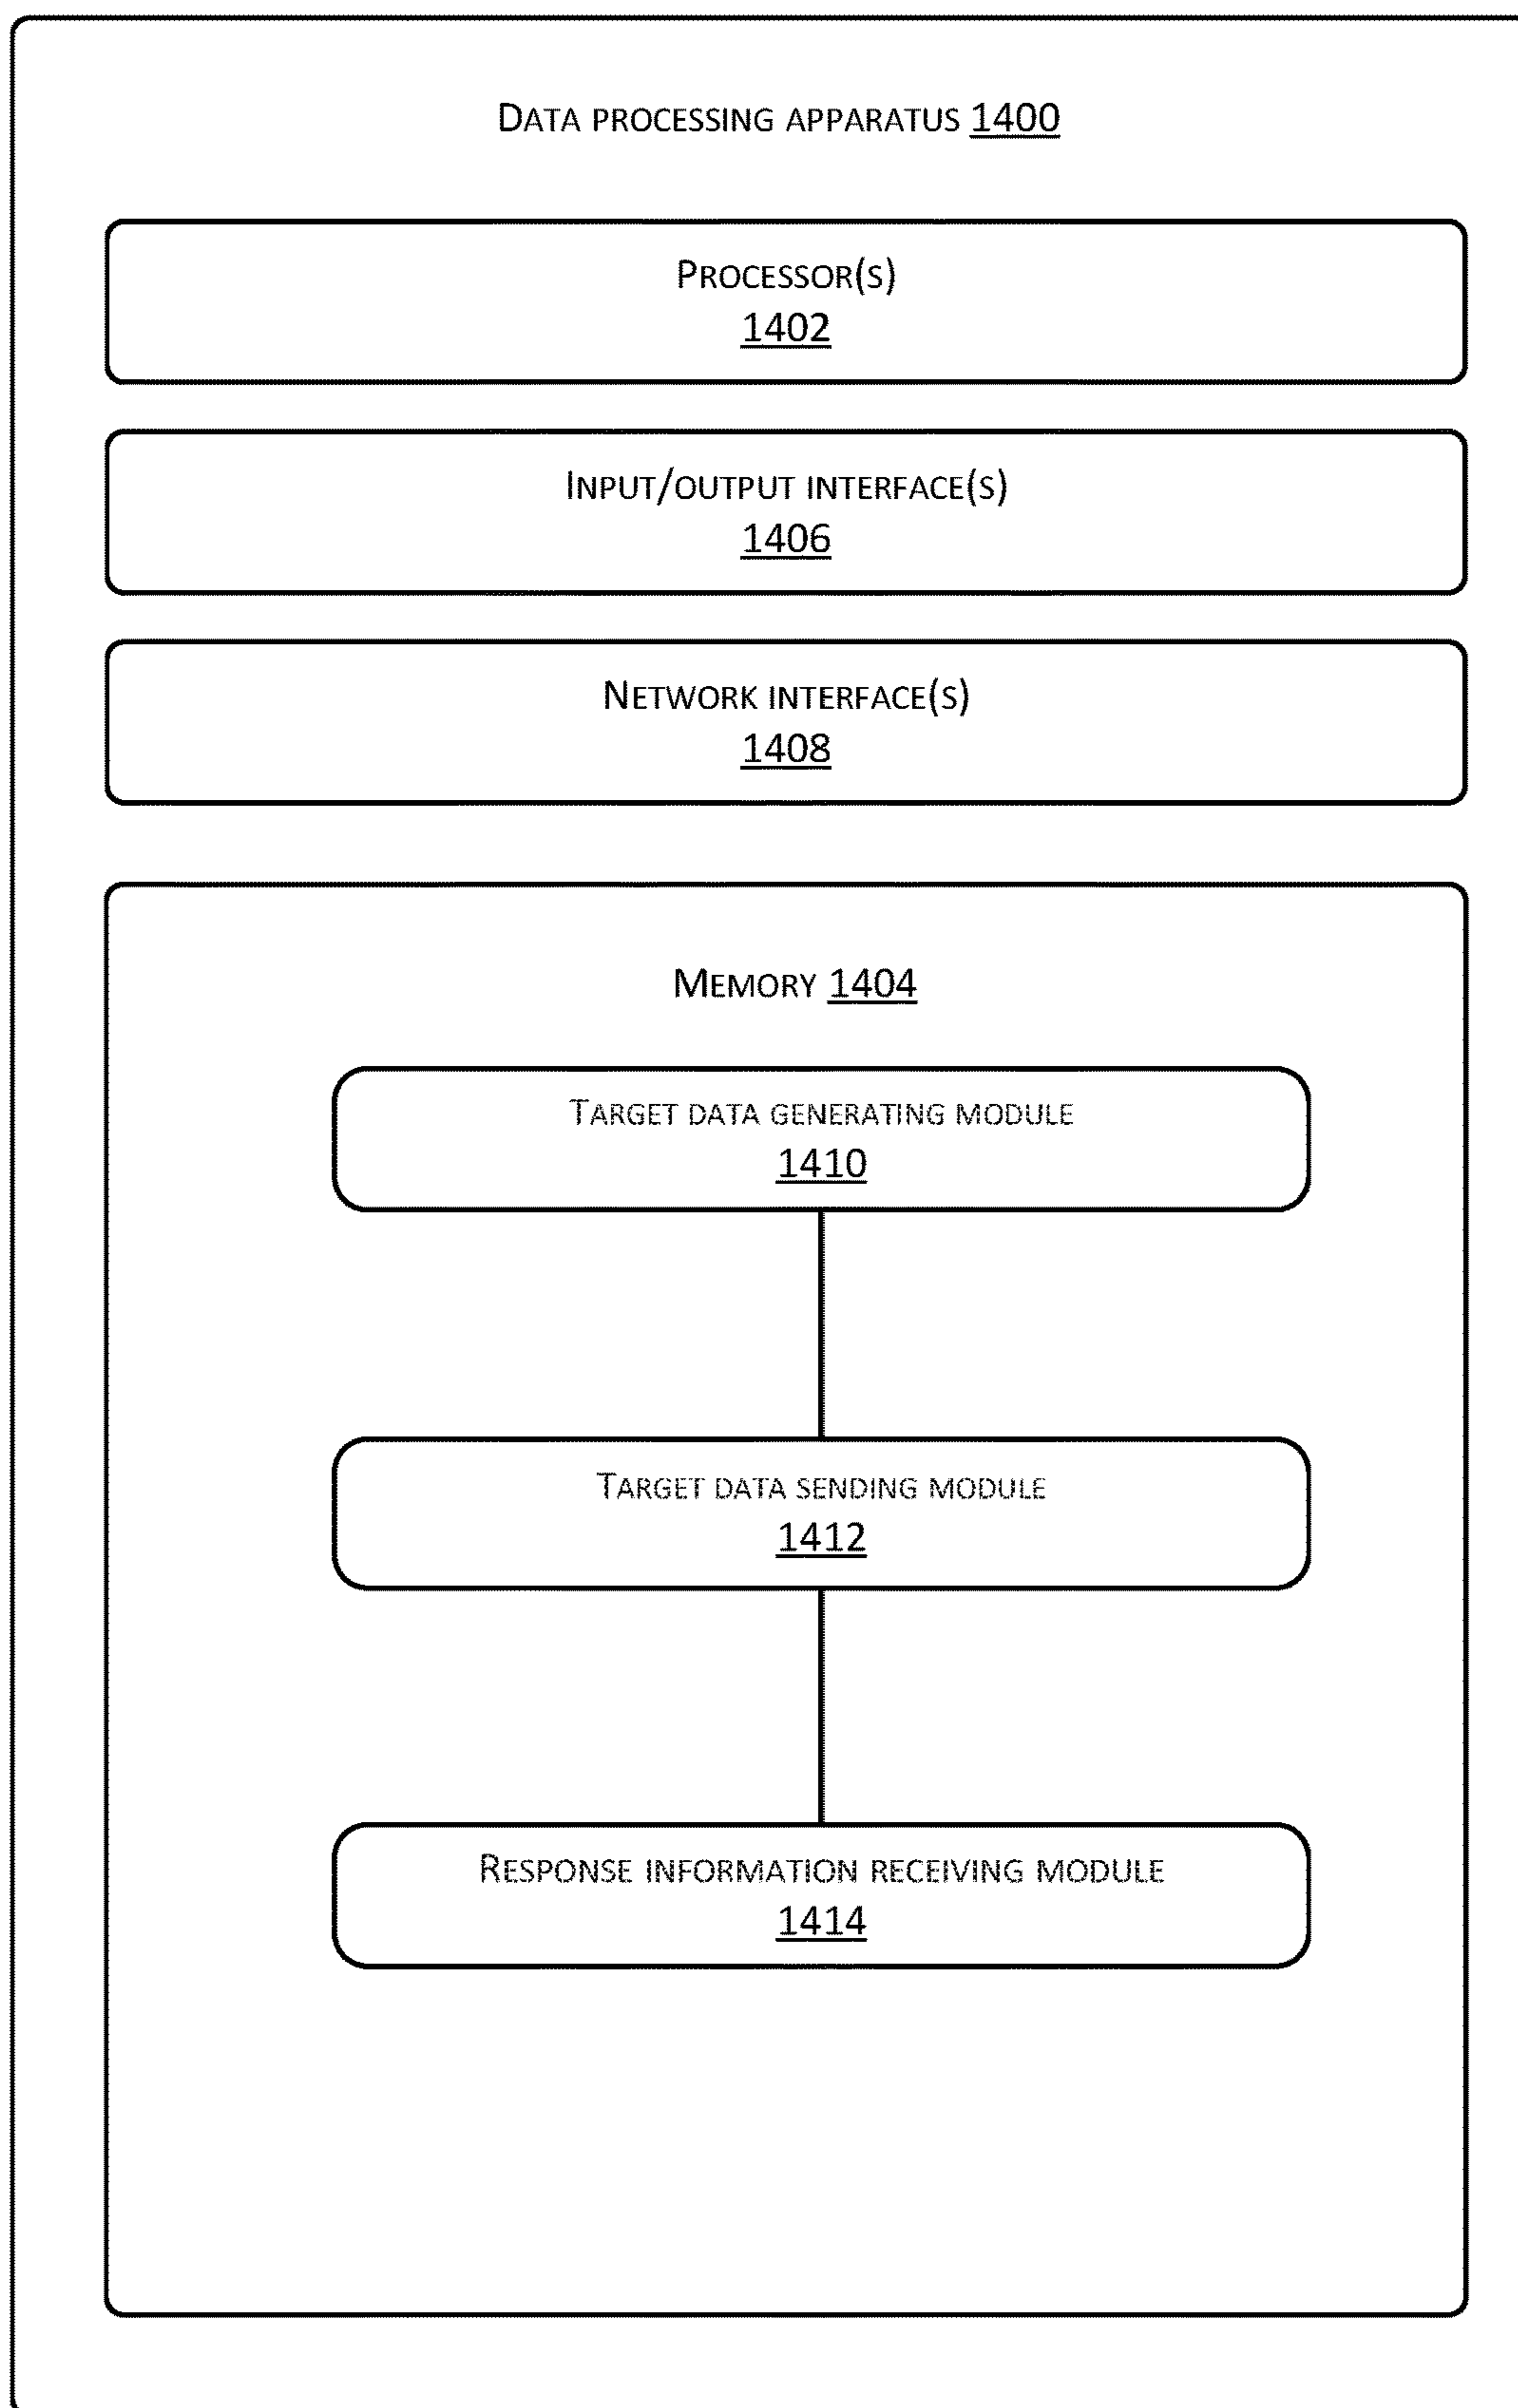 DATA PROCESSING APPARATUS 1400
PROCESSOR(S)
1402
INPUT/OUTPUT INTERFACE(S)
1406
NETWORK INTERFACE(S)
1408
MEMORY 1404
TARGET DATA GENERATING MODULE
1410
TARGET DATA SENDING MODULE
1412
RESPONSE INFORMATION RECEIVING MODULE
1414